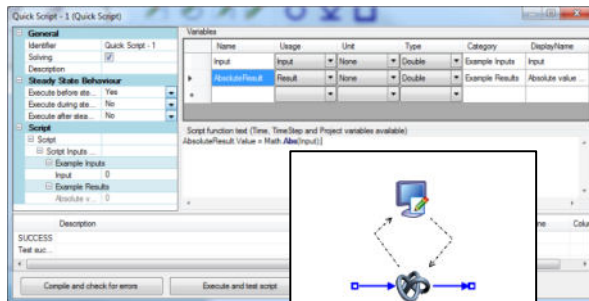 Quick Script - 1 (Quick Script)
General
Identifier Quick Script - 1
Solving
Description
Steady State Behaviour
Execute before ste... Yes
Execute during ste... No
Execute after stea... No
Script
Script
Script Inputs ...
Example Inputs
Input 0
Example Results
Absolute v... 0
Variables
Name Usage Unit Type Category DisplayName
Input Input None Double Example Inputs Input
AbsoluteResult Result None Double Example Results Absolute value ...
Script function text (Time, TimeStep and Project variables available)
AbsoluteResult.Value = Math.Abs(Input);
Description
Colu
SUCCESS
Test suc...
Compile and check for errors
Execute and test script